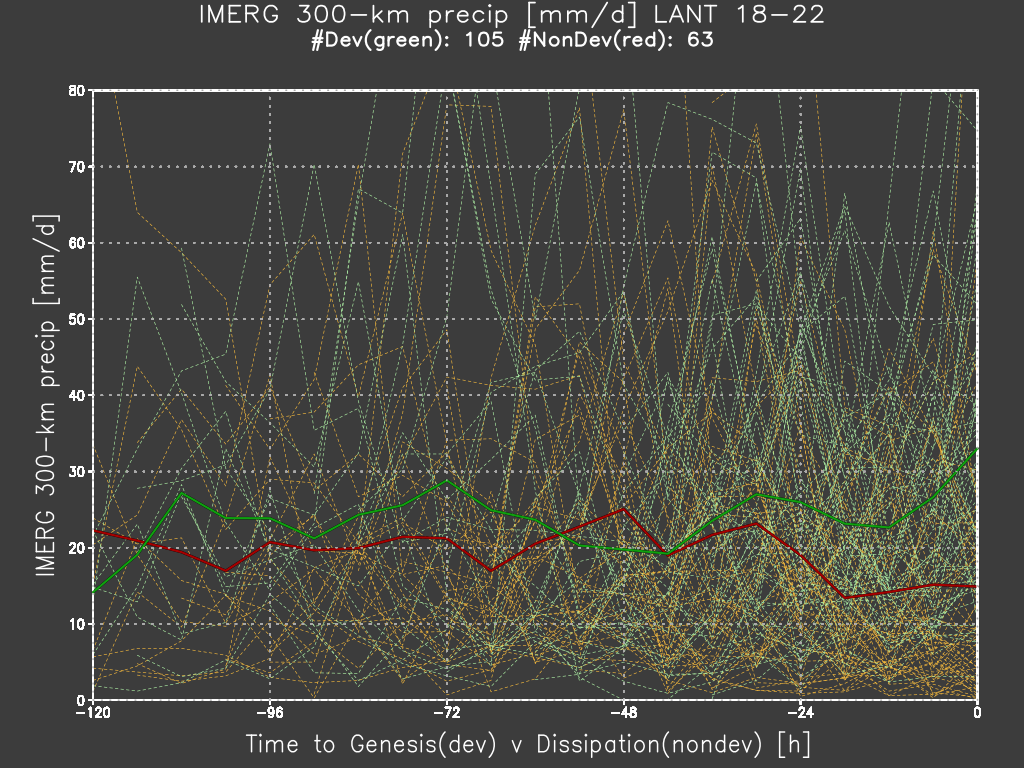 IMERG 300-km precip [mm/d] LANT 18-22
#Dev(green): 105 #NonDev(red): 63
80
70
60
50
40
30
20
10
0
IMERG 300-km precip [mm/d]
-120 -96 -72 -48 -24 0
Time to Genesis(dev) v Dissipation(nondev) [h]